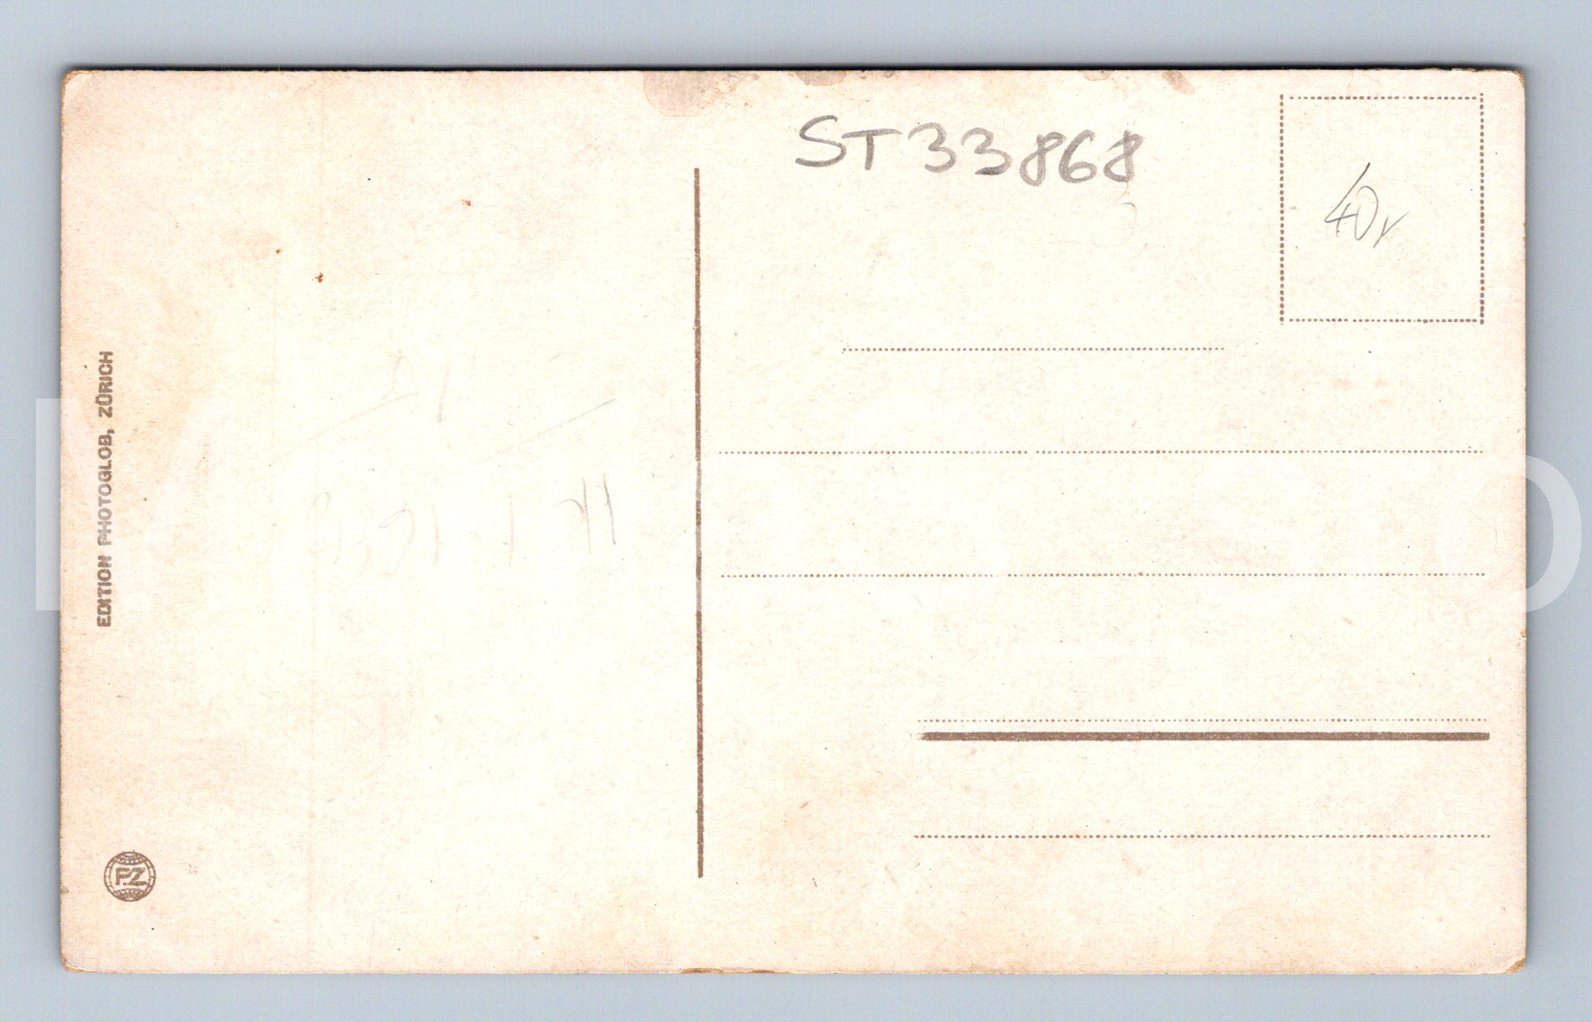 ST33868
40
EDITION PHOTOGLOB, ZÜRICH
PZ